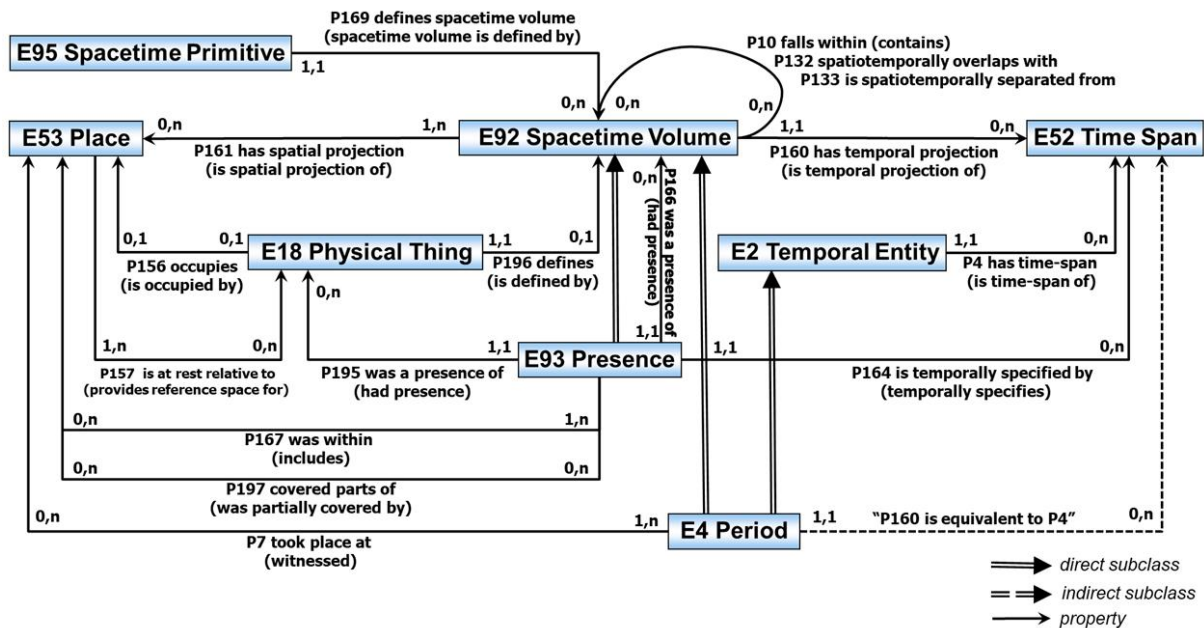 P169 defines spacetime volume
(spacetime volume is defined by)
E95 Spacetime Primitive
1,1
P10 falls within (contains)
P132 spatiotemporally overlaps with
P133 is spatiotemporally separated from
0,n
0,n
0,n
E53 Place
0,n
1,n
E92 Spacetime Volume
1,1
0,n
E52 Time Span
P161 has spatial projection
(is spatial projection of)
P160 has temporal projection
(is temporal projection of)
0,n
P166 was a presence of
(had presence)
1,1
0,1
0,1
E18 Physical Thing
1,1
0,1
E2 Temporal Entity
1,1
0,n
P156 occupies
(is occupied by)
P196 defines
(is defined by)
P4 has time-span
(is time-span of)
0,n
1,n
0,n
1,1
E93 Presence
1,1
0,n
P157 is at rest relative to
(provides reference space for)
P195 was a presence of
(had presence)
P164 is temporally specified by
(temporally specifies)
0,n
1,n
P167 was within
(includes)
0,n
0,n
P197 covered parts of
(was partially covered by)
0,n
1,n
E4 Period
1,1
“P160 is equivalent to P4”
0,n
P7 took place at
(witnessed)
direct subclass
indirect subclass
property